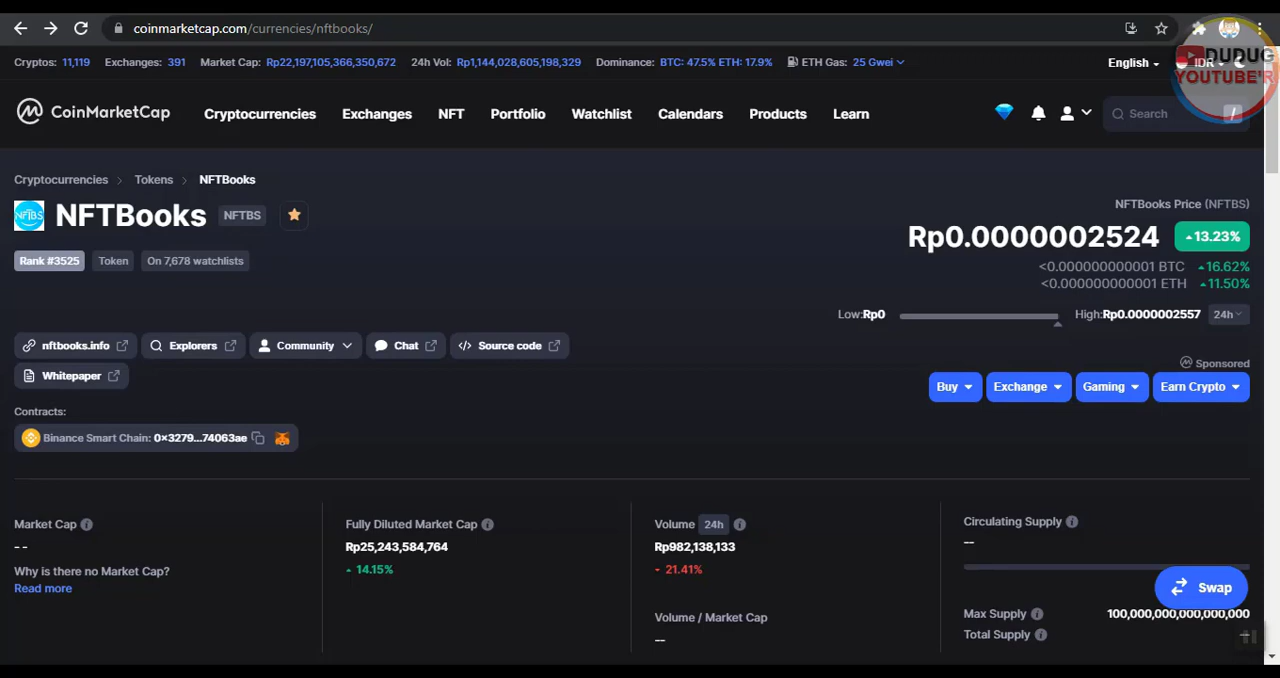 coinmarketcap.com/currencies/nftbooks/
Cryptos: 11,119 Exchanges: 391 Market Cap: Rp22,197,105,366,350,672 24h Vol: Rp1,144,028,605,198,329 Dominance: BTC: 47.5% ETH: 17.9% ETH Gas: 25 Gwei English IDR
DUDUG
YOUTUBE'R
CoinMarketCap Cryptocurrencies Exchanges NFT Portfolio Watchlist Calendars Products Learn Search /
Cryptocurrencies Tokens NFTBooks
NFTBS NFTBooks NFTBS
NFTBooks Price (NFTBS)
Rp0.0000002524 13.23%
Rank #3525 Token On 7,678 watchlists
<0.000000000001 BTC 16.62%
<0.000000000001 ETH 11.50%
Low:Rp0 High:Rp0.0000002557 24h
nftbooks.info Explorers Community Chat Source code
Whitepaper
Sponsored
Buy Exchange Gaming Earn Crypto
Contracts:
Binance Smart Chain: 0x3279...74063ae
Market Cap
- -
Why is there no Market Cap?
Read more
Fully Diluted Market Cap
Rp25,243,584,764
14.15%
Volume 24h
Rp982,138,133
- 21.41%
Volume / Market Cap
--
Circulating Supply
--
Swap
Max Supply 100,000,000,000,000,000
Total Supply --